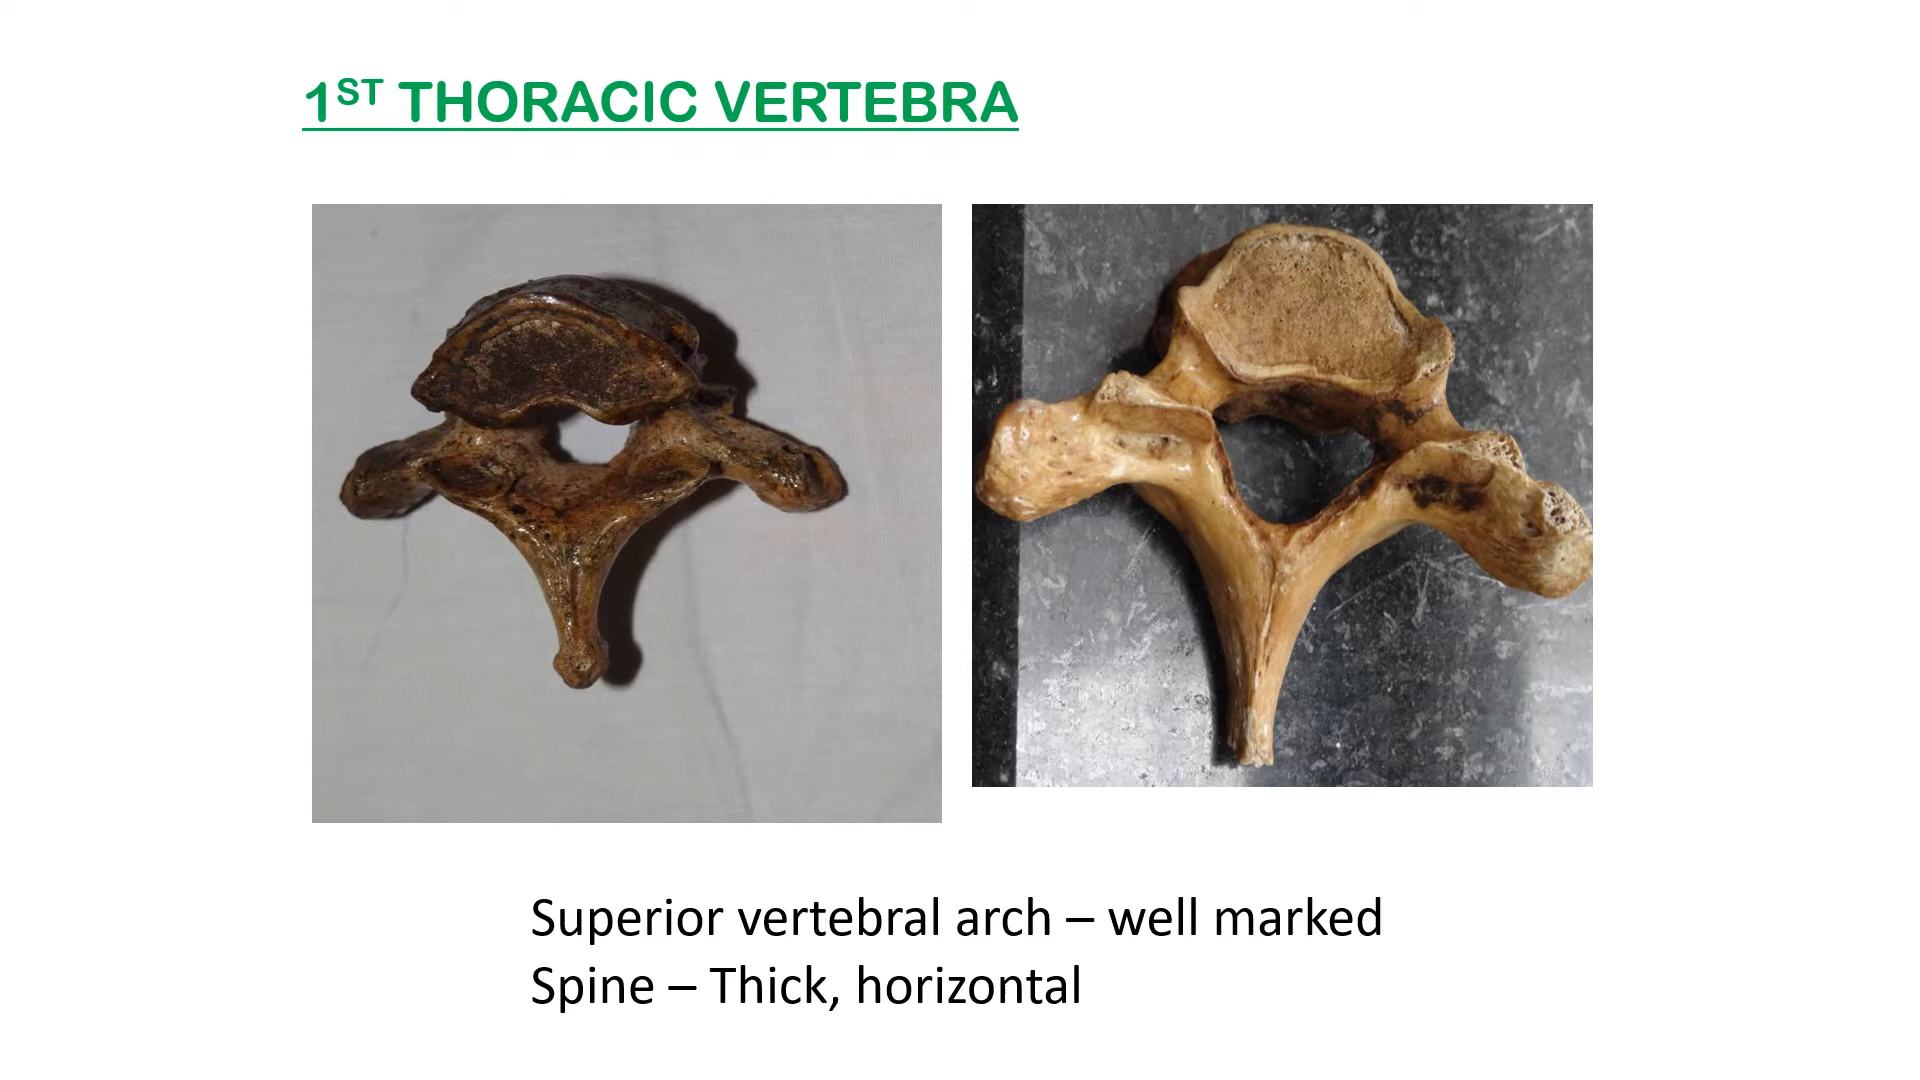 1ST THORACIC VERTEBRA
Superior vertebral arch – well marked
Spine – Thick, horizontal